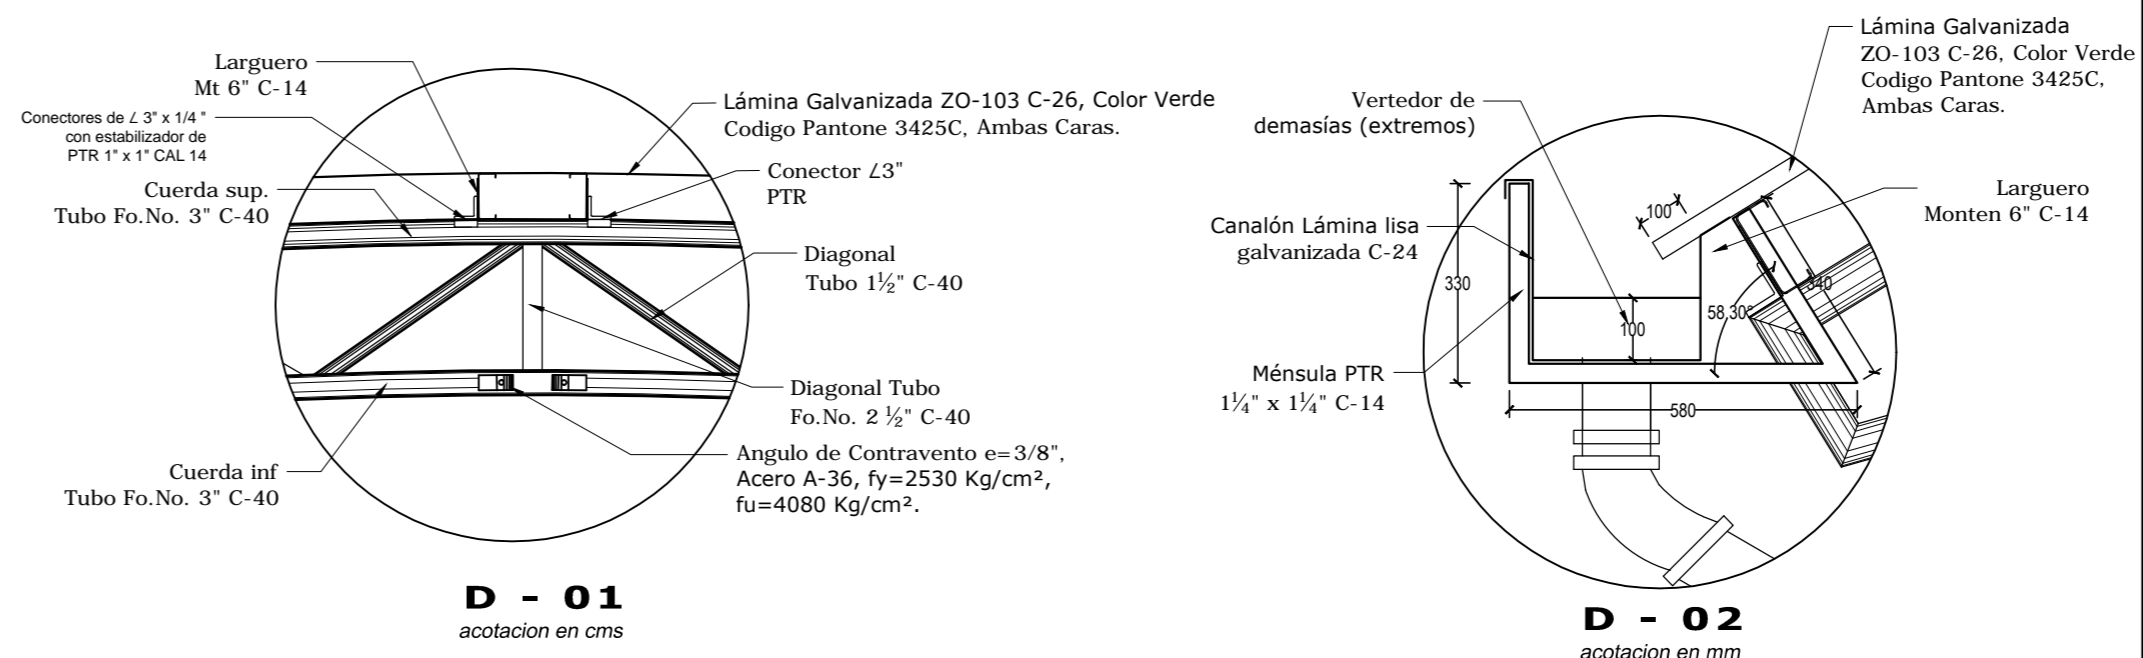 Larguero
Mt 6" C-14
Conectores de ∠ 3" x 1/4 "
con estabilizador de
PTR 1" x 1" CAL 14
Cuerda sup.
Tubo Fo.No. 3" C-40
Cuerda inf
Tubo Fo.No. 3" C-40
Lámina Galvanizada ZO-103 C-26, Color Verde
Codigo Pantone 3425C, Ambas Caras.
Conector ∠3"
PTR
Diagonal
Tubo 1½" C-40
Diagonal Tubo
Fo.No. 2 ½" C-40
Angulo de Contravento e=3/8",
Acero A-36, fy=2530 Kg/cm²,
fu=4080 Kg/cm².
D - 01
acotacion en cms
Vertedor de
demasías (extremos)
Canalón Lámina lisa
galvanizada C-24
Ménsula PTR
1¼" x 1¼" C-14
Lámina Galvanizada
ZO-103 C-26, Color Verde
Codigo Pantone 3425C,
Ambas Caras.
Larguero
Monten 6" C-14
100
330
340
58.30°
100
580
D - 02
acotacion en mm